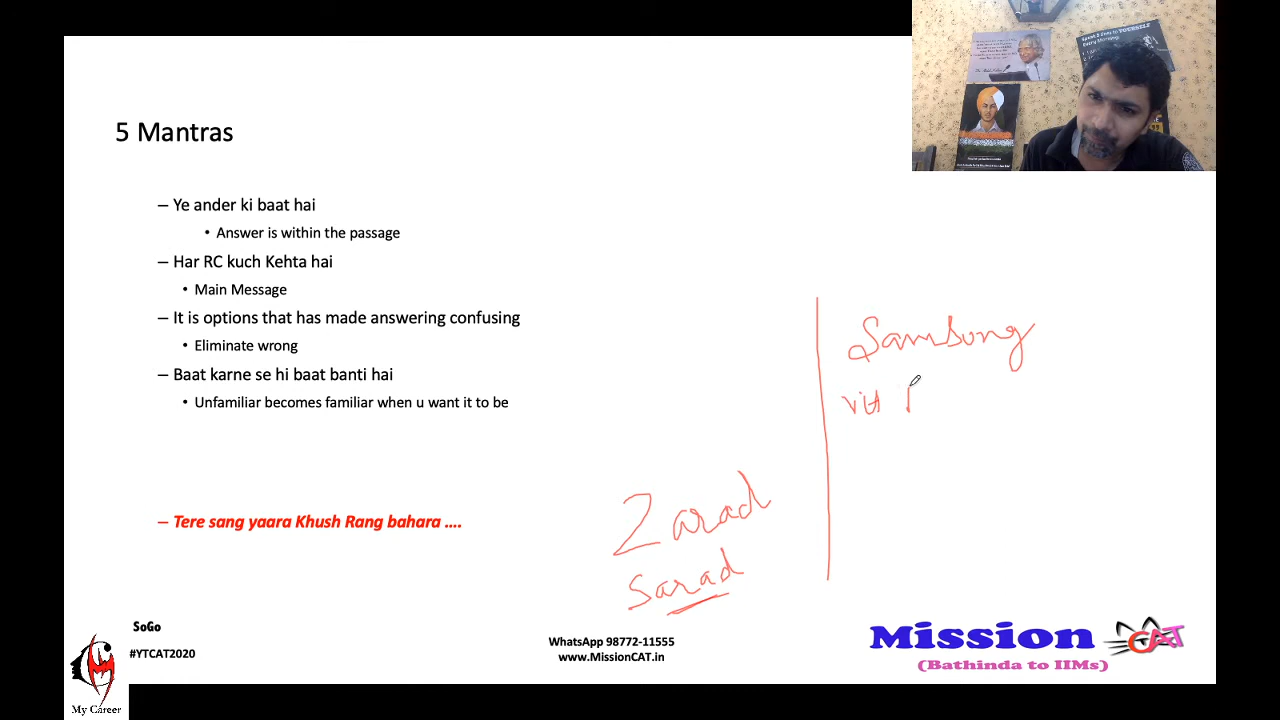 5 Mantras
– Ye ander ki baat hai
• Answer is within the passage
– Har RC kuch Kehta hai
• Main Message
– It is options that has made answering confusing
• Eliminate wrong
– Baat karne se hi baat banti hai
• Unfamiliar becomes familiar when u want it to be
– Tere sang yaara Khush Rang bahara ....
Samsung
Zarad
Sarad
SoGo
#YTCAT2020
My Career
WhatsApp 98772-11555
www.MissionCAT.in
Mission CAT
(Bathinda to IIMs)